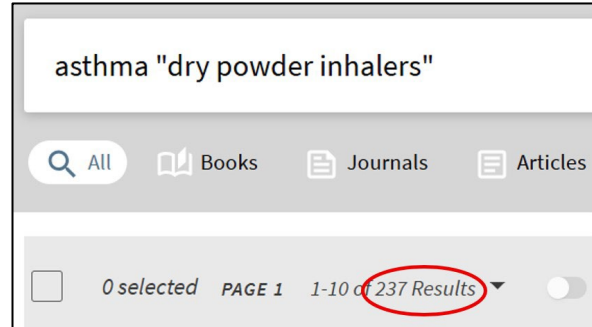 asthma "dry powder inhalers"
All Books Journals Articles
0 selected PAGE 1 1-10 of 237 Results